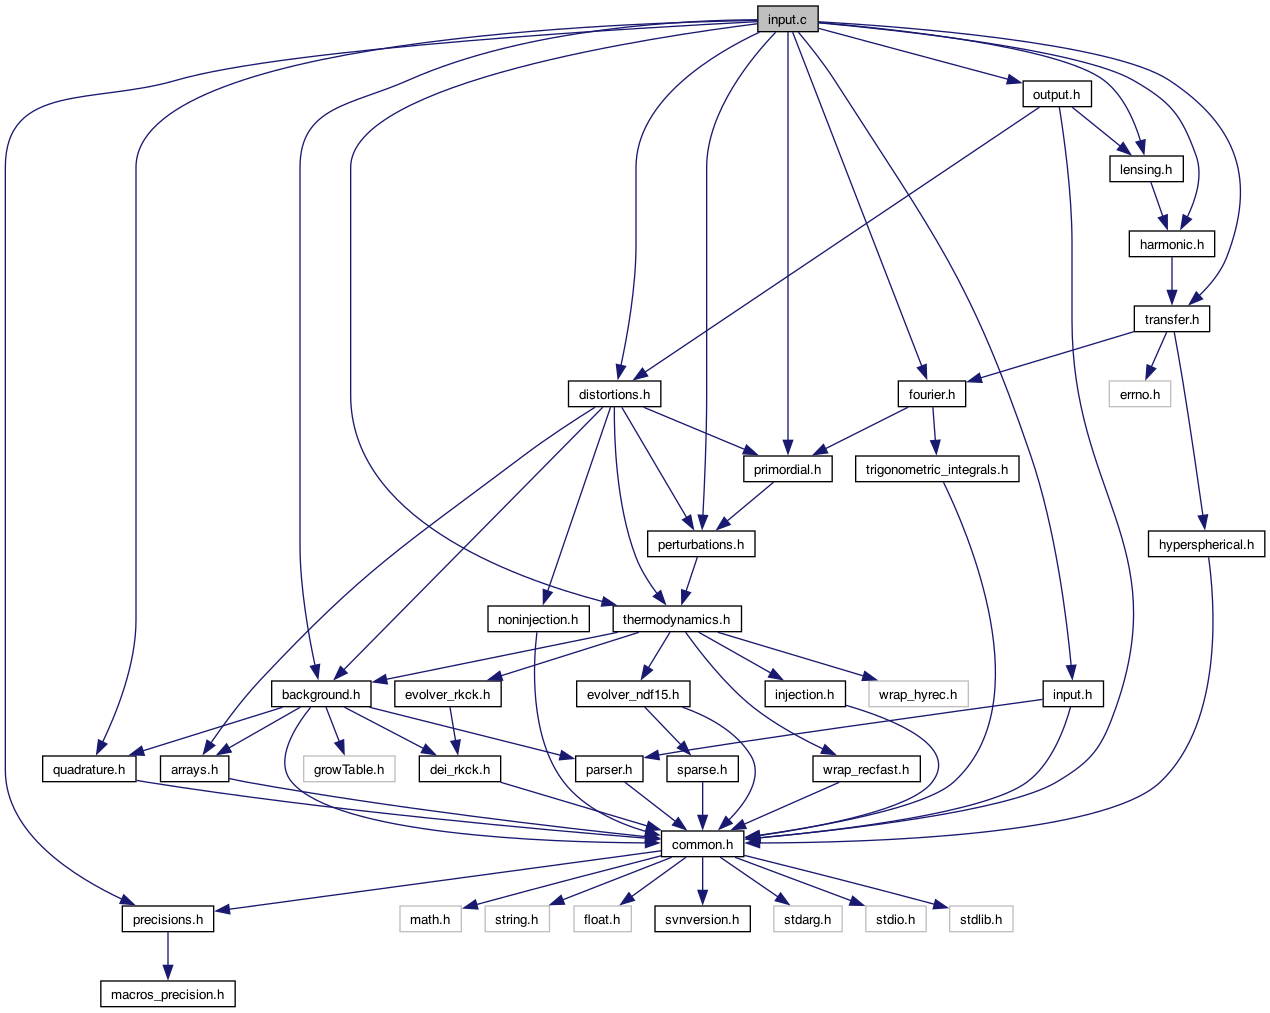 input.c
output.h
lensing.h
harmonic.h
transfer.h
distortions.h
fourier.h
errno.h
primordial.h
trigonometric_integrals.h
perturbations.h
hyperspherical.h
noninjection.h
thermodynamics.h
background.h
evolver_rkck.h
evolver_ndf15.h
injection.h
wrap_hyrec.h
input.h
quadrature.h
arrays.h
growTable.h
dei_rkck.h
parser.h
sparse.h
wrap_recfast.h
common.h
precisions.h
math.h
string.h
float.h
svnversion.h
stdarg.h
stdio.h
stdlib.h
macros_precision.h